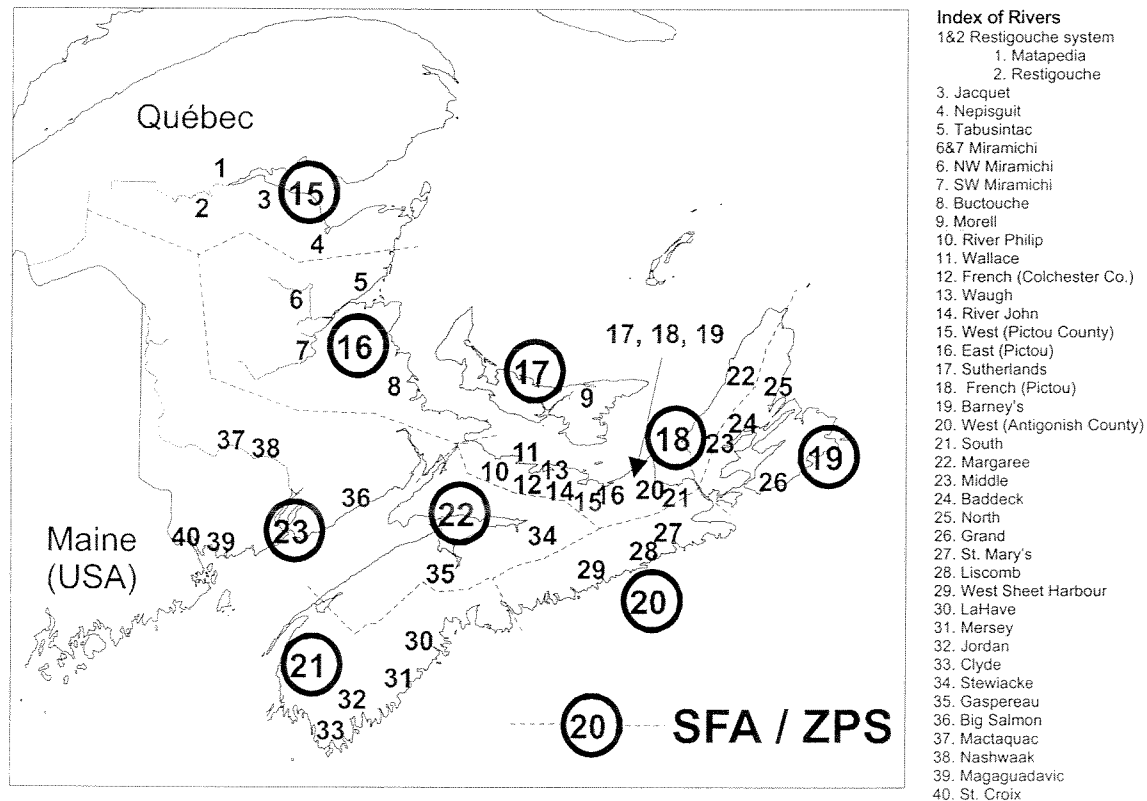 Québec
1
2
3
15
4
5
6
7
16
8
17
9
17, 18, 19
22
25
24
23
18
19
26
11
10
13
12
14
15
16
20
21
37
38
36
23
22
34
27
28
29
20
40
39
Maine
(USA)
35
30
31
21
32
33
20 SFA / ZPS
Index of Rivers
1&2 Restigouche system
1. Matapedia
2. Restigouche
3. Jacquet
4. Nepisguit
5. Tabusintac
6&7 Miramichi
6. NW Miramichi
7. SW Miramichi
8. Buctouche
9. Morell
10. River Philip
11. Wallace
12. French (Colchester Co.)
13. Waugh
14. River John
15. West (Pictou County)
16. East (Pictou)
17. Sutherlands
18. French (Pictou)
19. Barney's
20. West (Antigonish County)
21. South
22. Margaree
23. Middle
24. Baddeck
25. North
26. Grand
27. St. Mary's
28. Liscomb
29. West Sheet Harbour
30. LaHave
31. Mersey
32. Jordan
33. Clyde
34. Stewiacke
35. Gaspereau
36. Big Salmon
37. Mactaquac
38. Nashwaak
39. Magaguadavic
40. St. Croix